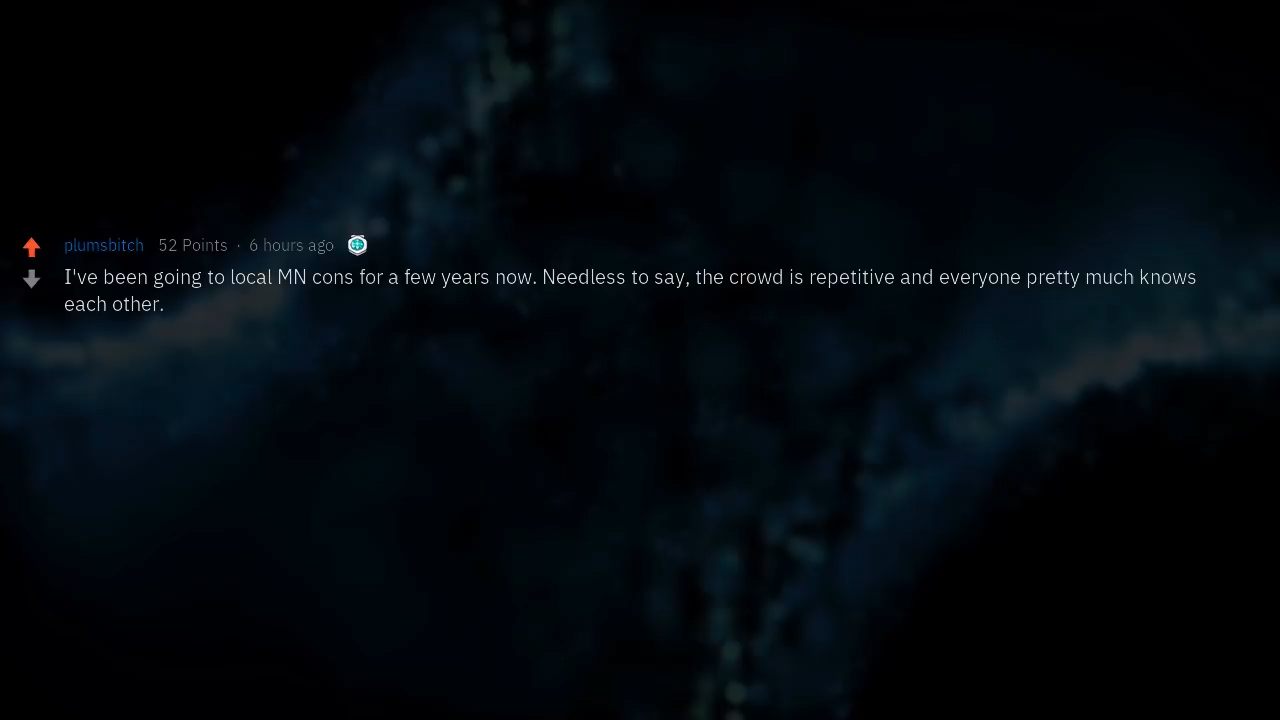 plumsbitch 52 Points · 6 hours ago
I've been going to local MN cons for a few years now. Needless to say, the crowd is repetitive and everyone pretty much knows
each other.